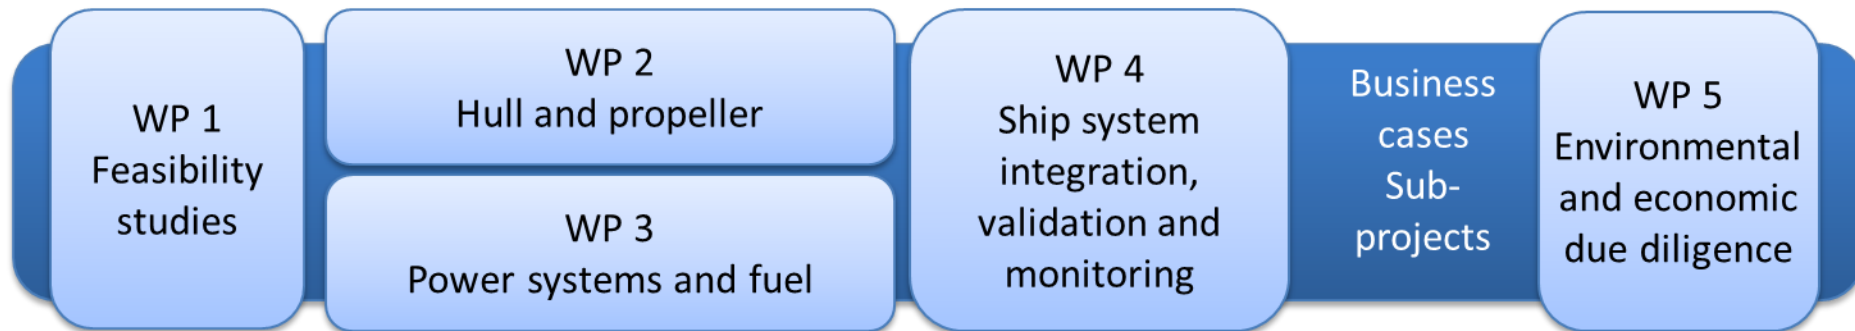 WP 1
Feasibility
studies
WP 2
Hull and propeller
WP 3
Power systems and fuel
WP 4
Ship system
integration,
validation and
monitoring
Business
cases
Sub-
projects
WP 5
Environmental
and economic
due diligence